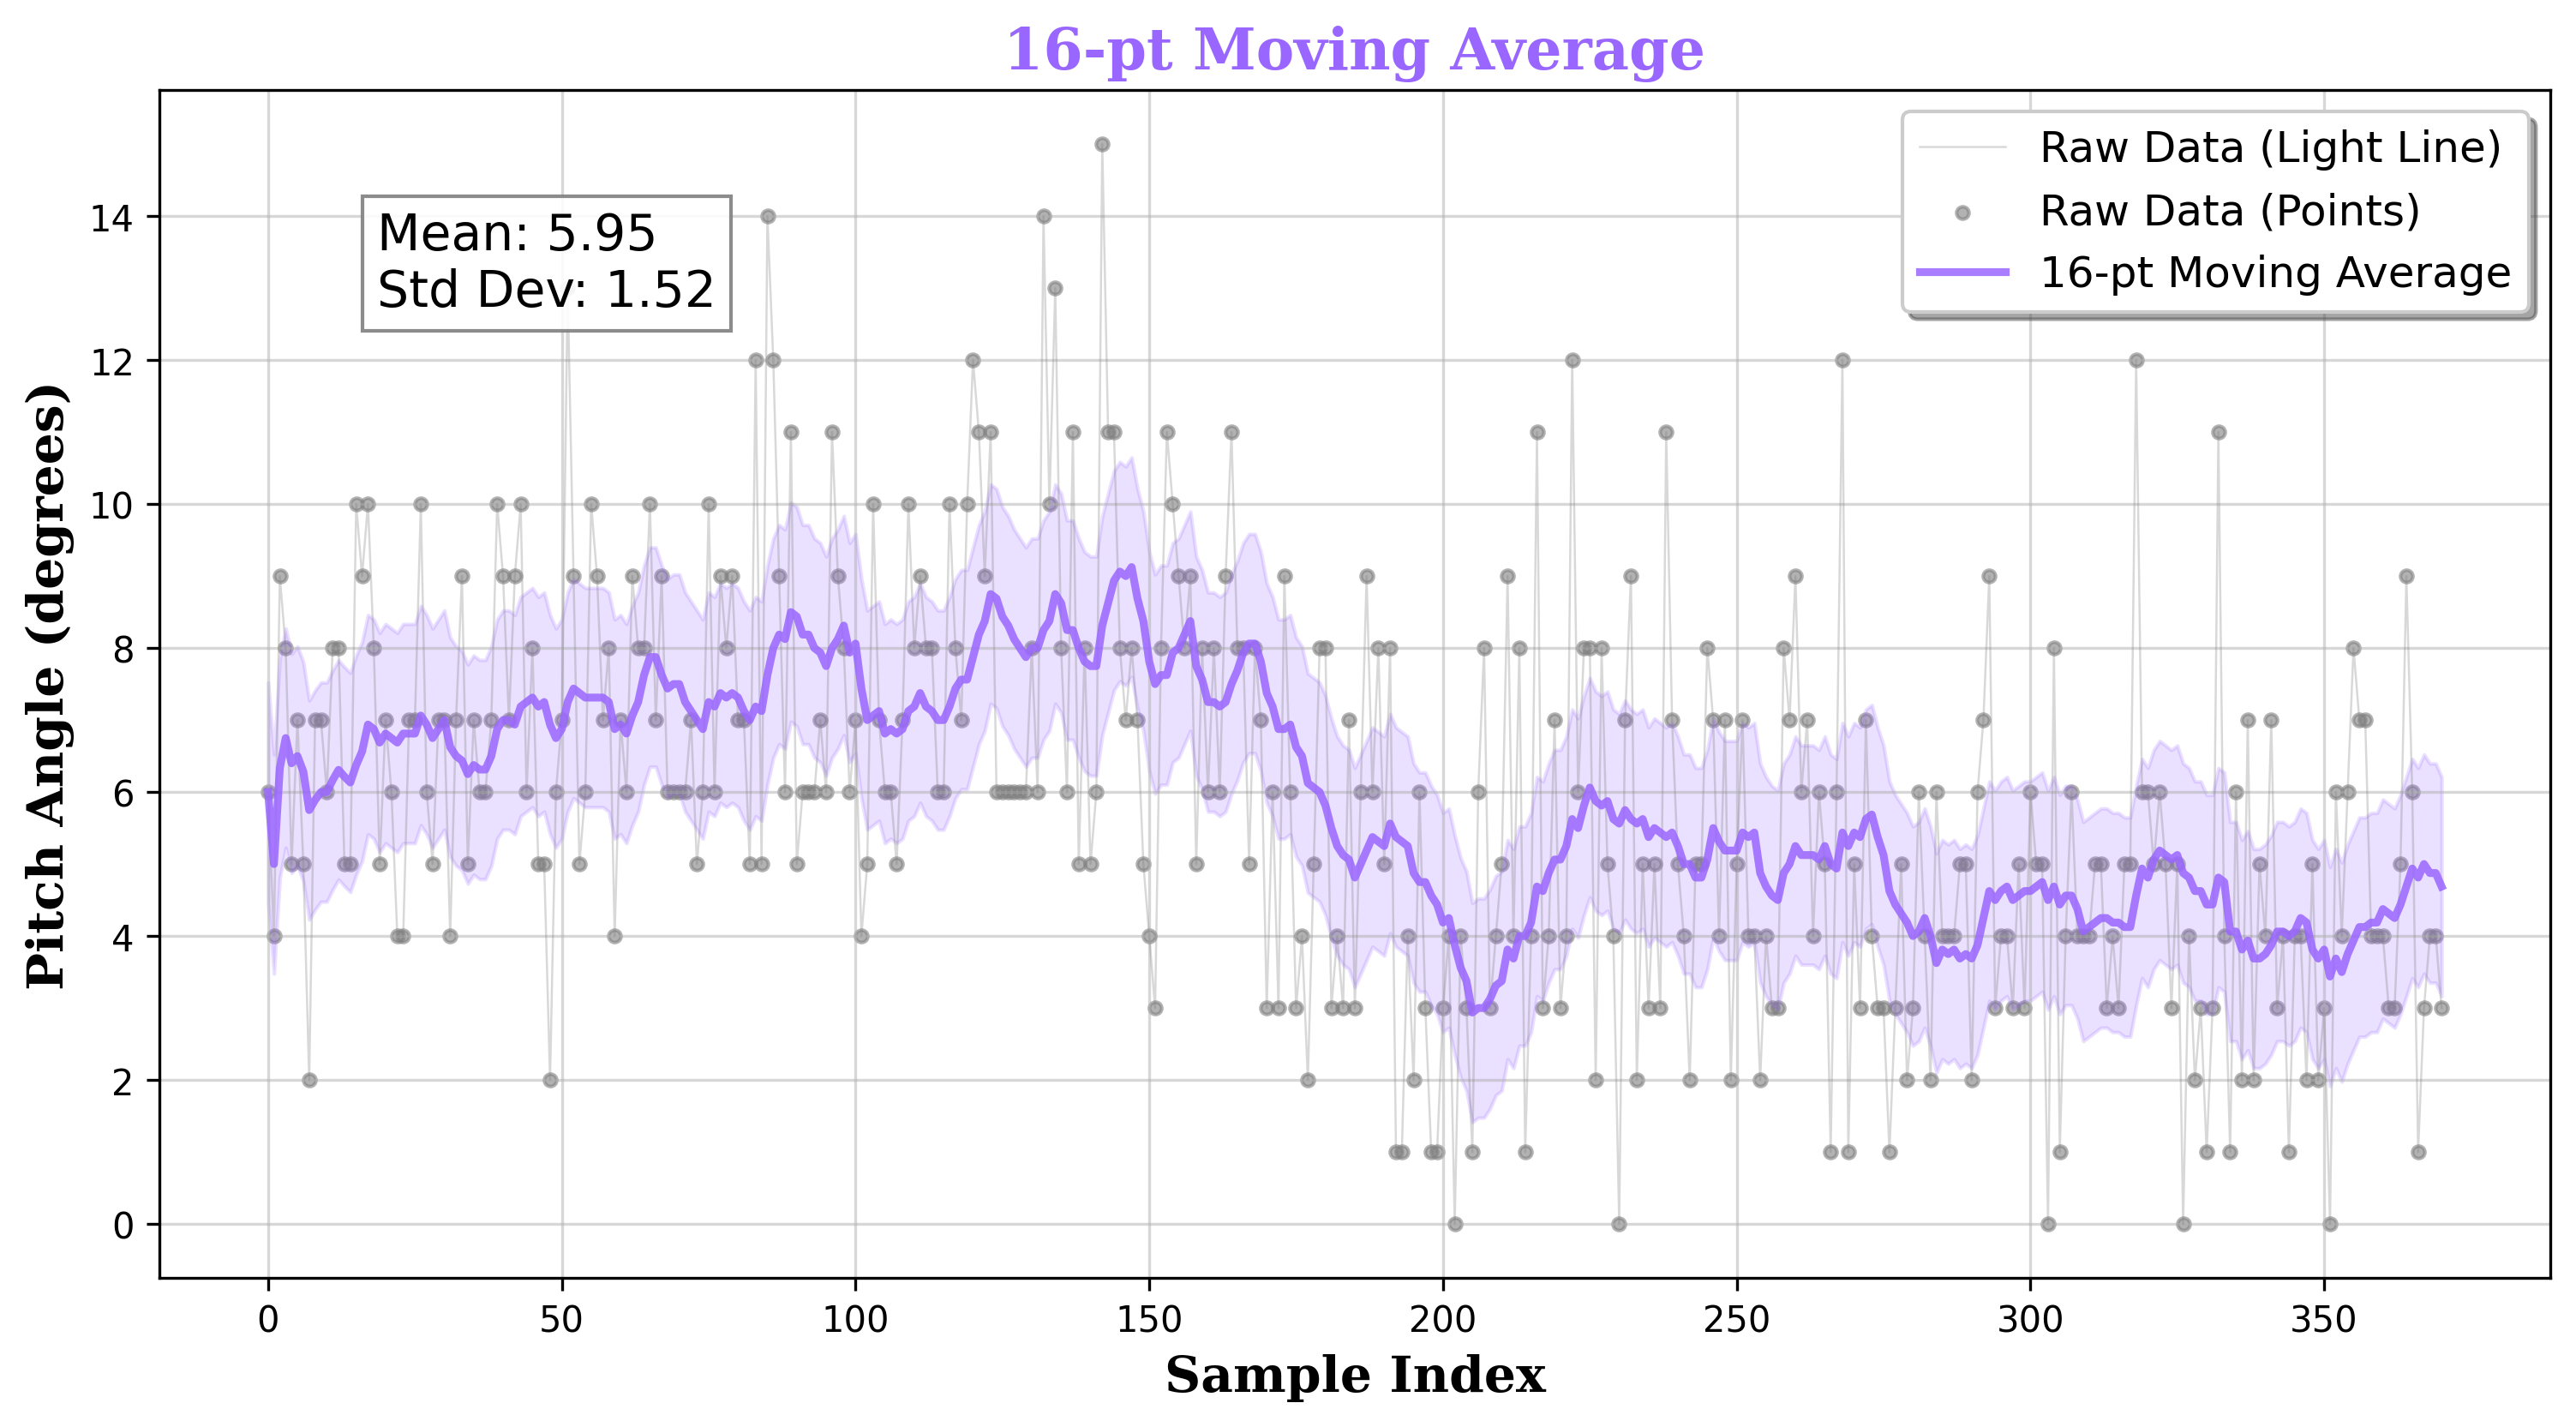 16-pt Moving Average
Raw Data (Light Line)
Raw Data (Points)
16-pt Moving Average
Mean: 5.95
Std Dev: 1.52
Pitch Angle (degrees)
14
12
10
8
6
4
2
0
0 50 100 150 200 250 300 350
Sample Index